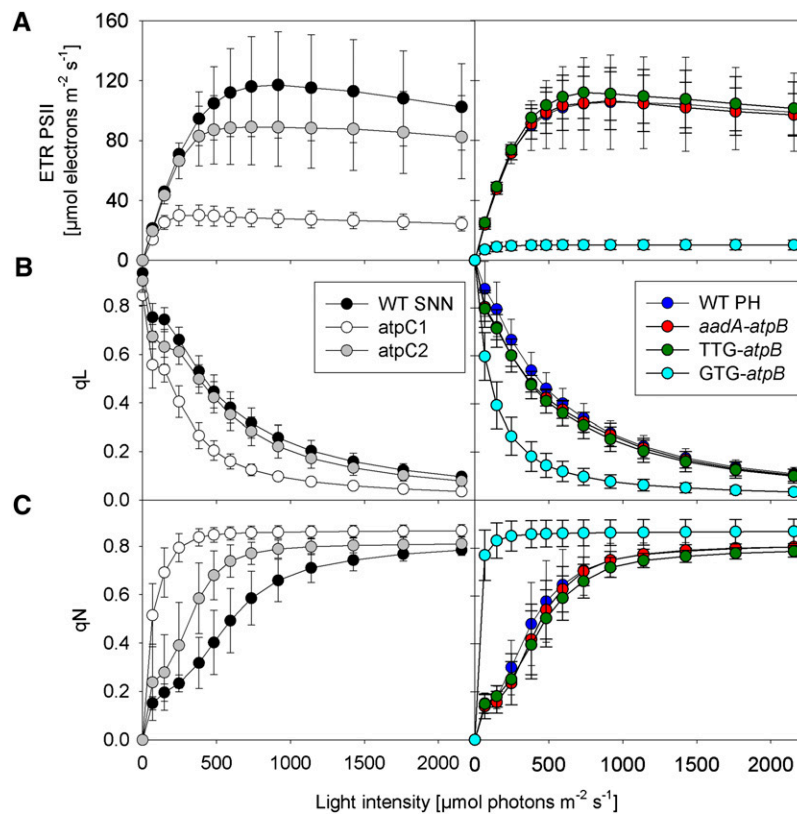 A
ETR PSII
[µmol electrons m⁻² s⁻¹]
160
120
80
40
0
B
qL
0.8
0.6
0.4
0.2
0.0
WT SNN
atpC1
atpC2
WT PH
aadA-atpB
TTG-atpB
GTG-atpB
C
qN
0.8
0.6
0.4
0.2
0.0
0 500 1000 1500 2000 0 500 1000 1500 2000
Light intensity [µmol photons m⁻² s⁻¹]